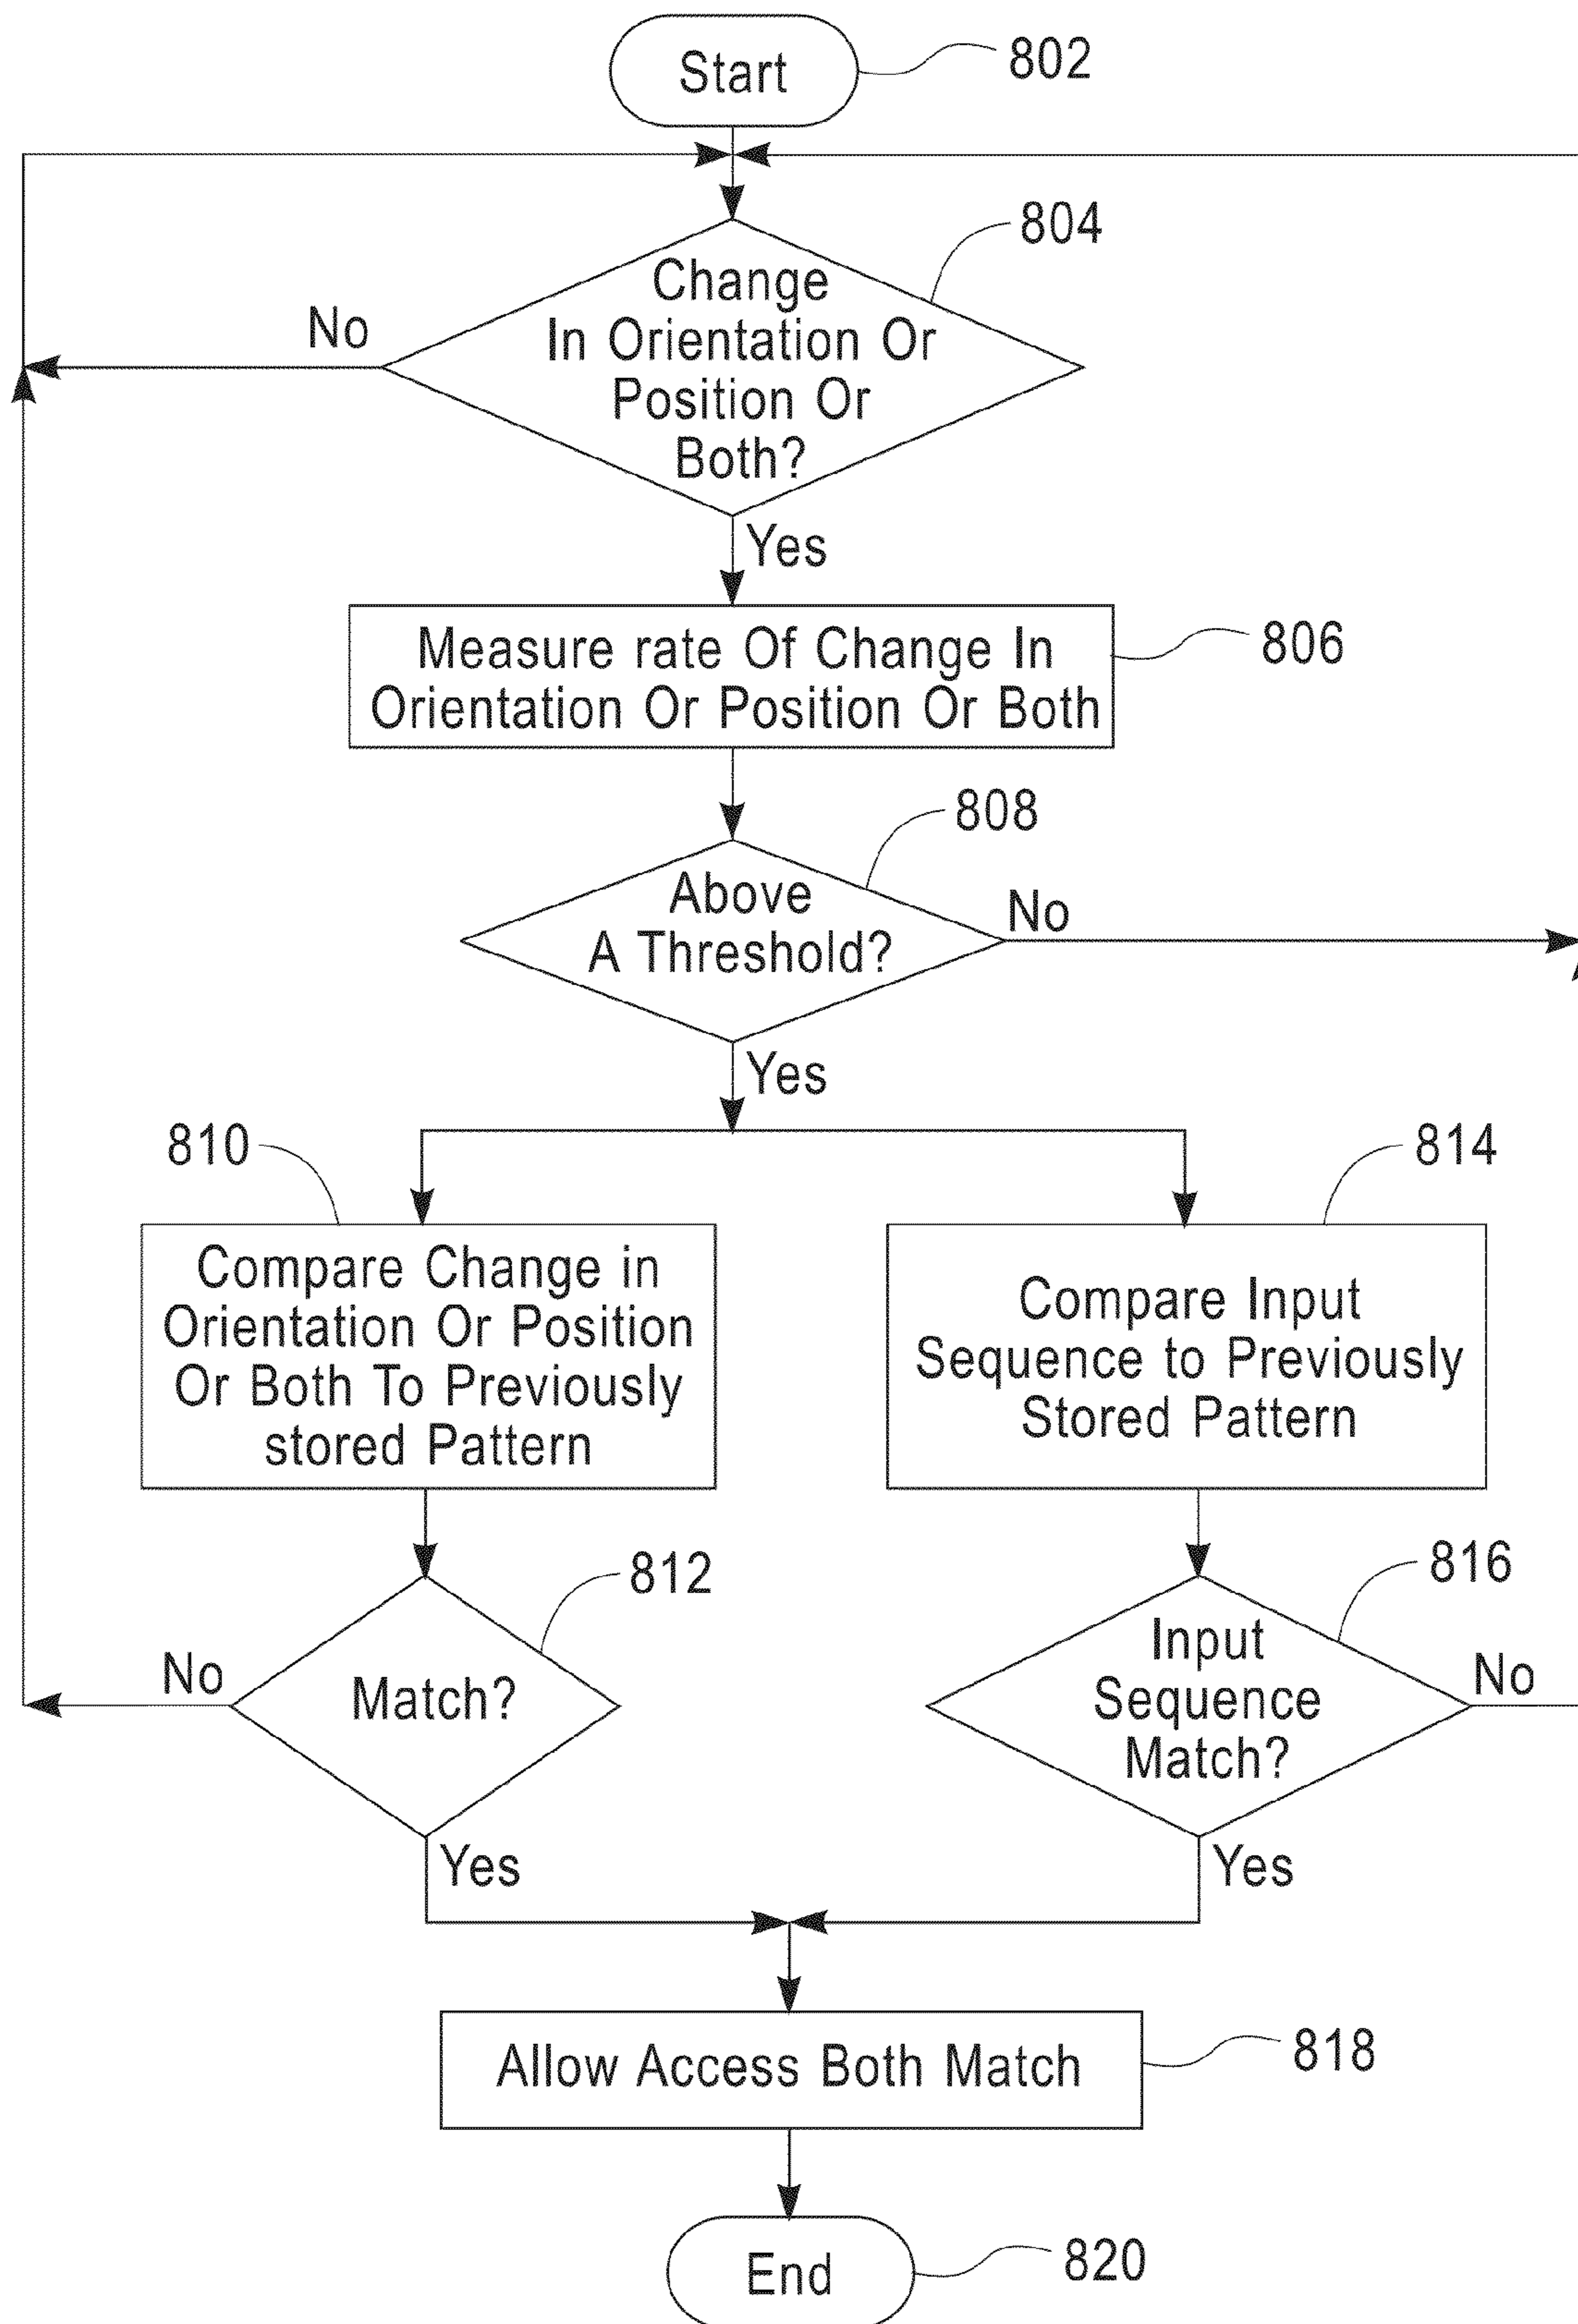 Start
802
804
Change
In Orientation Or
Position Or
Both?
No
Yes
Measure rate Of Change In
Orientation Or Position Or Both
806
808
Above
A Threshold?
No
Yes
810
814
Compare Change in
Orientation Or Position
Or Both To Previously
stored Pattern
Compare Input
Sequence to Previously
Stored Pattern
812
816
No
Match?
Input
Sequence
Match?
No
Yes
Yes
Allow Access Both Match
818
End
820